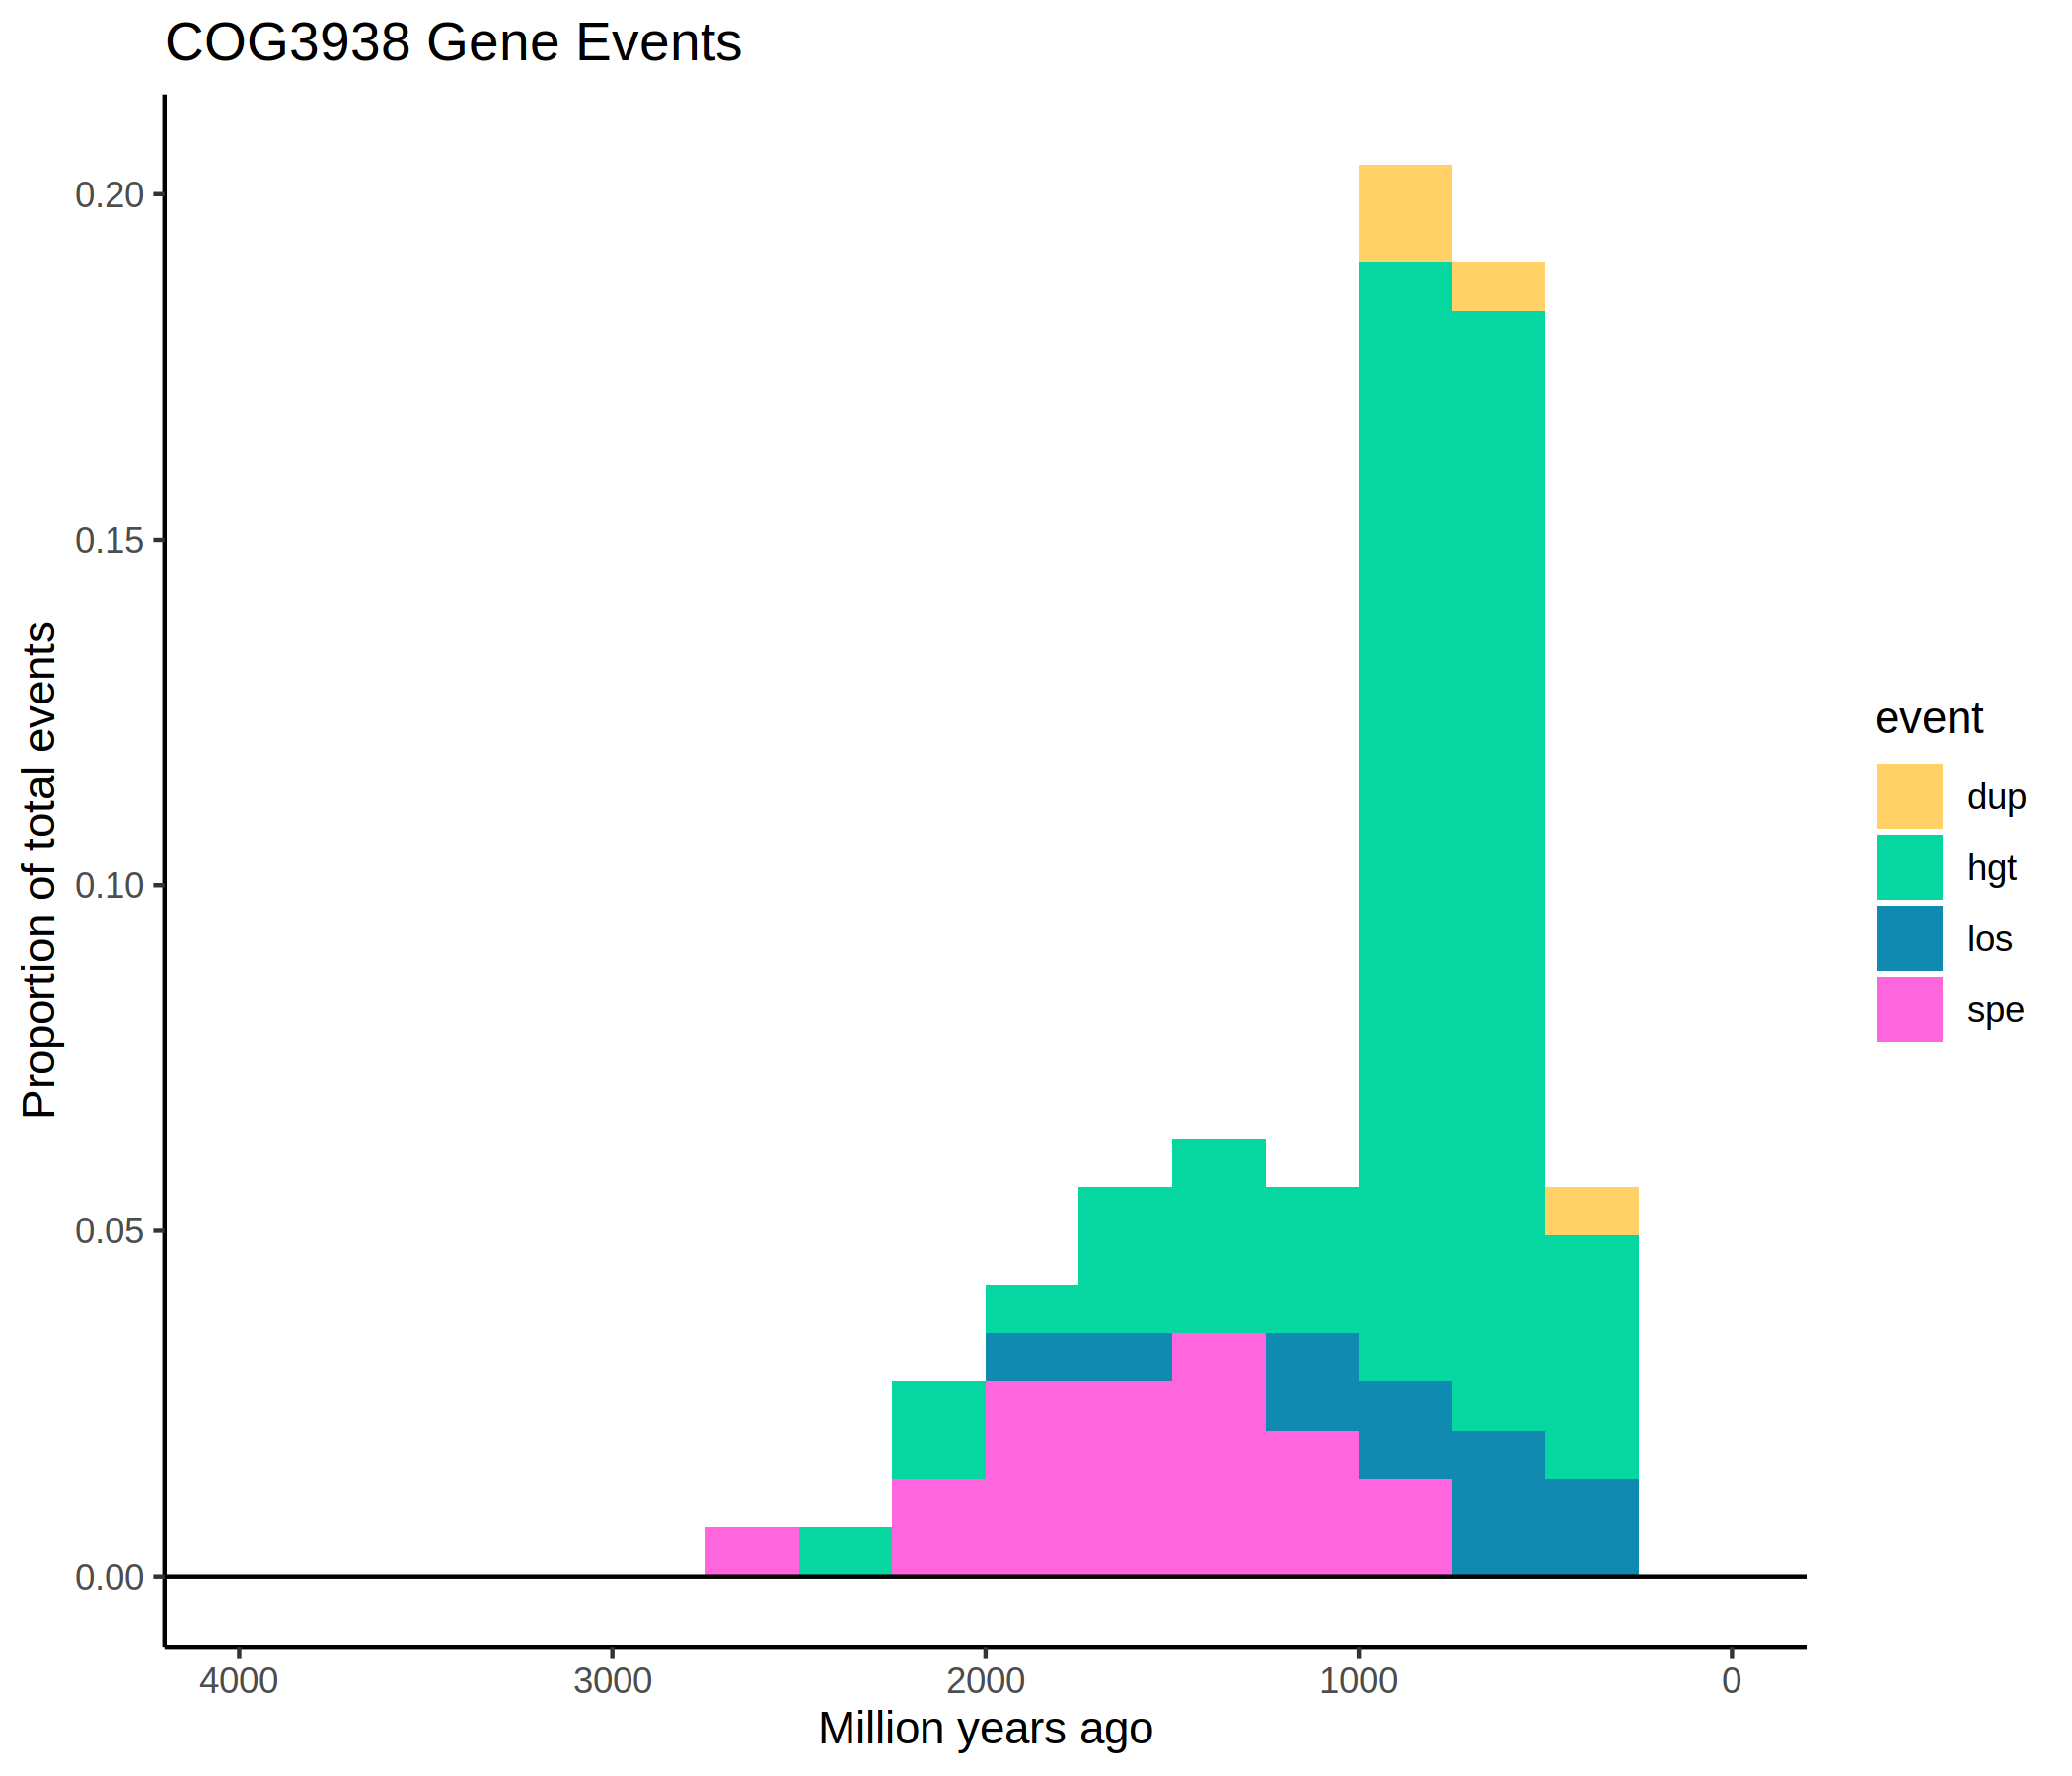 COG3938 Gene Events
Proportion of total events
0.20
0.15
0.10
0.05
0.00
4000 3000 2000 1000 0
Million years ago
event
dup
hgt
los
spe